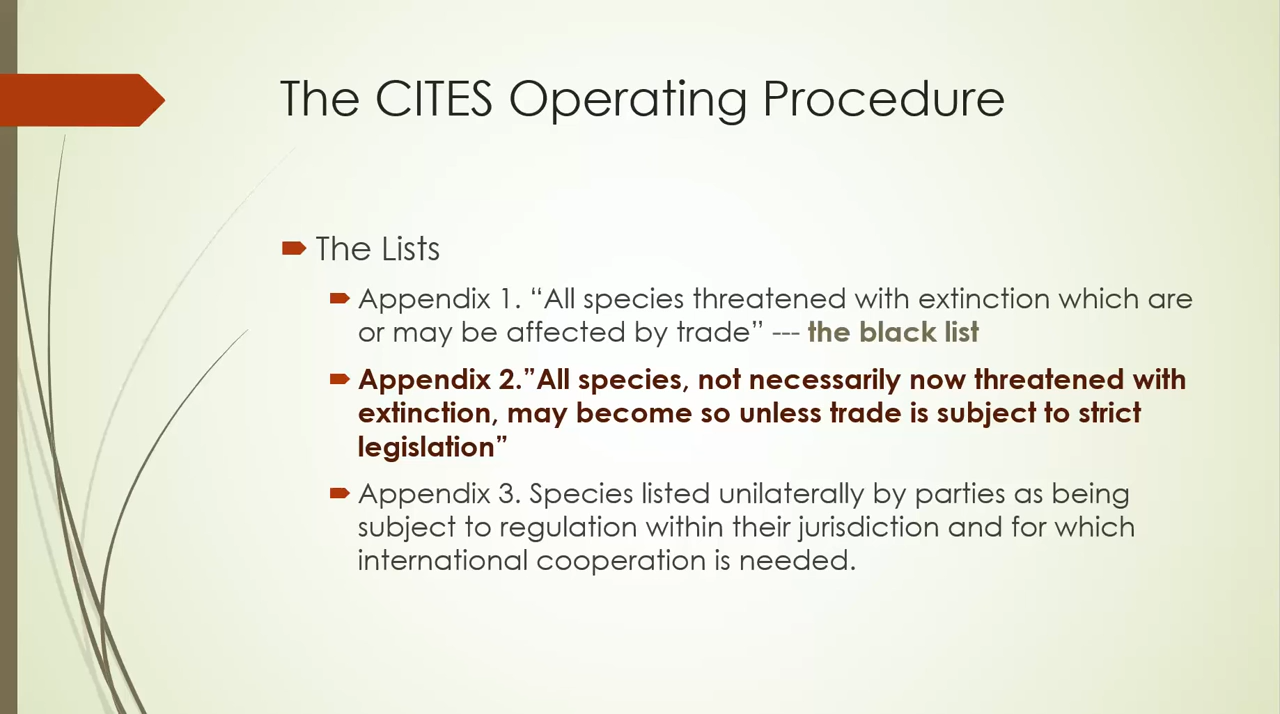 The CITES Operating Procedure
The Lists
Appendix 1. “All species threatened with extinction which are
or may be affected by trade” --- the black list
Appendix 2.”All species, not necessarily now threatened with
extinction, may become so unless trade is subject to strict
legislation”
Appendix 3. Species listed unilaterally by parties as being
subject to regulation within their jurisdiction and for which
international cooperation is needed.